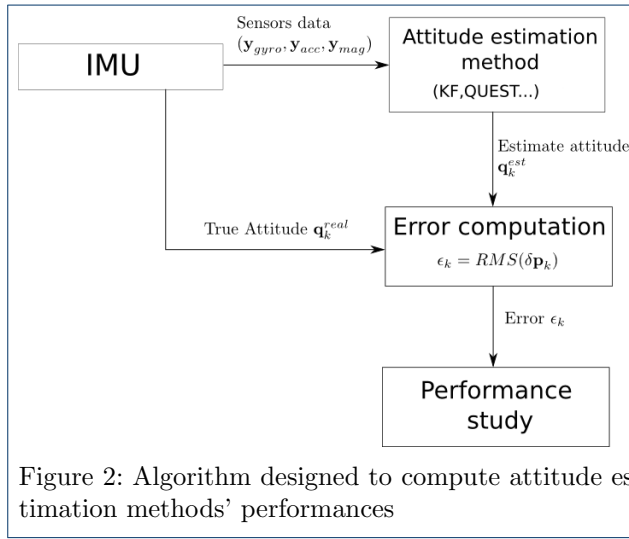 Sensors data
(y_gyro, y_acc, y_mag)
IMU
Attitude estimation
method
(KF,QUEST...)
Estimate attitude
q_k^est
True Attitude q_k^real
Error computation
ϵ_k = RMS(δp_k)
Error ϵ_k
Performance
study
Figure 2: Algorithm designed to compute attitude es
timation methods' performances